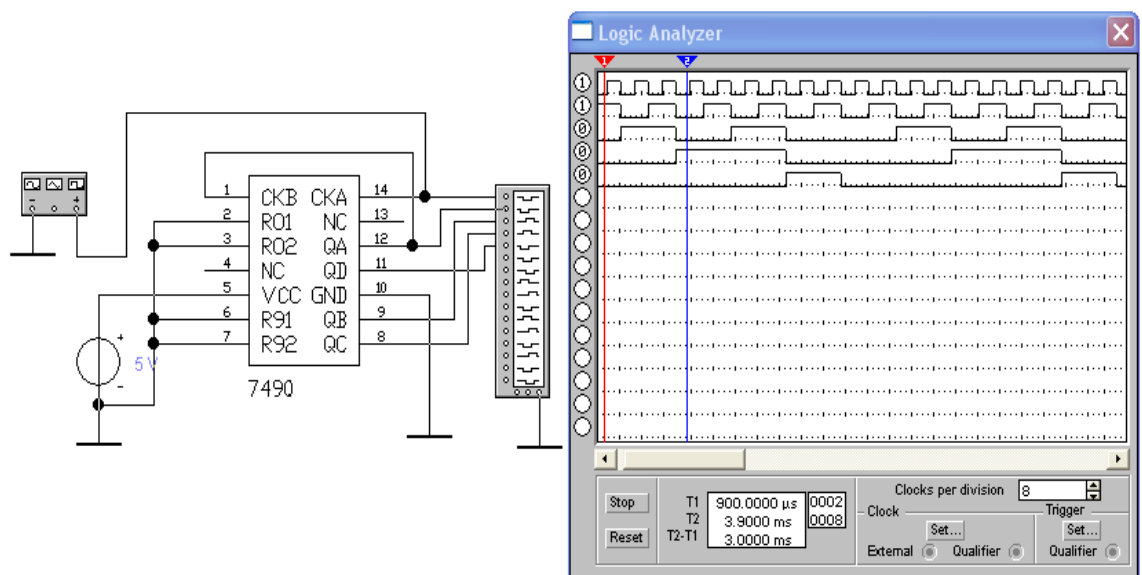 Logic Analyzer
1 2
1
1
0
0
0
− +
1 CKB CKA 14
2 RO1 NC 13
3 RO2 QA 12
4 NC QD 11
5 VCC GND 10
6 R91 QB 9
7 R92 QC 8
+
5 V
−
7490
Stop
Reset
T1 900.0000 µs 0002
T2 3.9000 ms 0008
T2-T1 3.0000 ms
Clocks per division 8
Clock
Set...
External Qualifier
Trigger
Set...
Qualifier